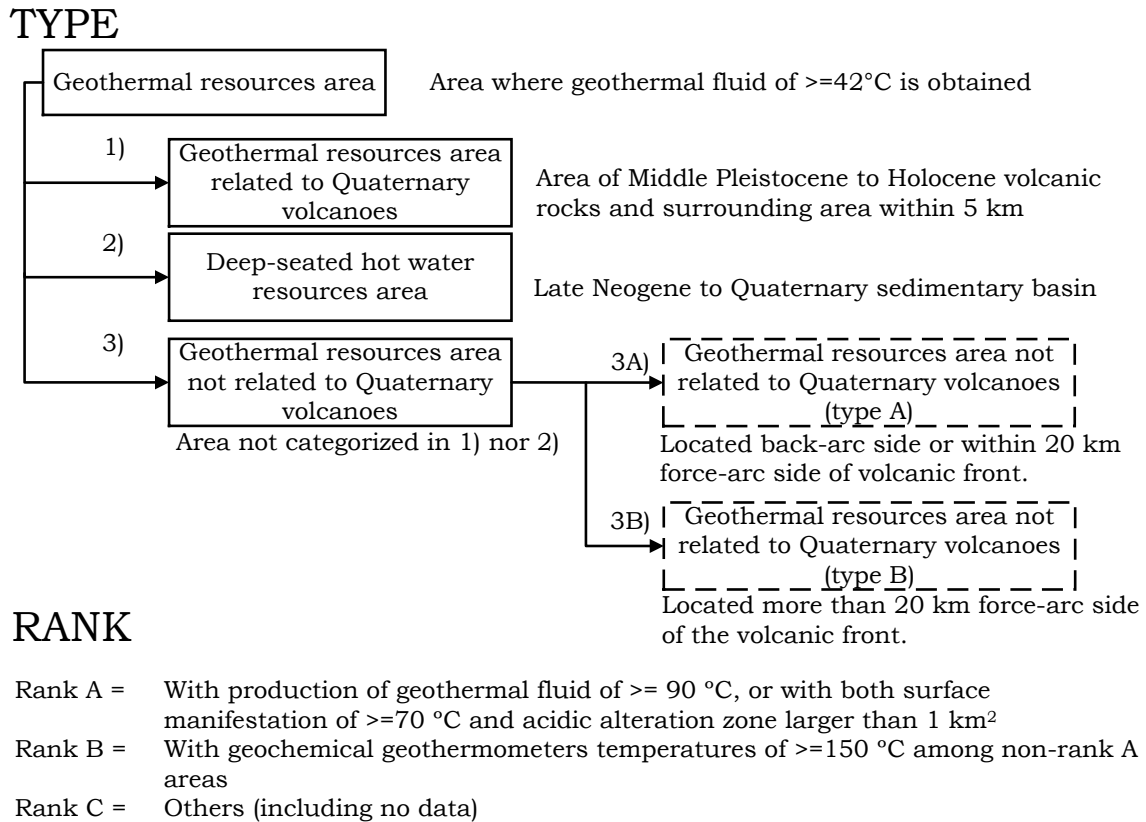 TYPE
Geothermal resources area
Area where geothermal fluid of >=42°C is obtained
1)
Geothermal resources area
related to Quaternary
volcanoes
Area of Middle Pleistocene to Holocene volcanic
rocks and surrounding area within 5 km
2)
Deep-seated hot water
resources area
Late Neogene to Quaternary sedimentary basin
3)
Geothermal resources area
not related to Quaternary
volcanoes
Area not categorized in 1) nor 2)
3A)
Geothermal resources area not
related to Quaternary volcanoes
(type A)
Located back-arc side or within 20 km
force-arc side of volcanic front.
3B)
Geothermal resources area not
related to Quaternary volcanoes
(type B)
Located more than 20 km force-arc side
of the volcanic front.
RANK
Rank A = With production of geothermal fluid of >= 90 ºC, or with both surface
manifestation of >=70 ºC and acidic alteration zone larger than 1 km²
Rank B = With geochemical geothermometers temperatures of >=150 ºC among non-rank A
areas
Rank C = Others (including no data)